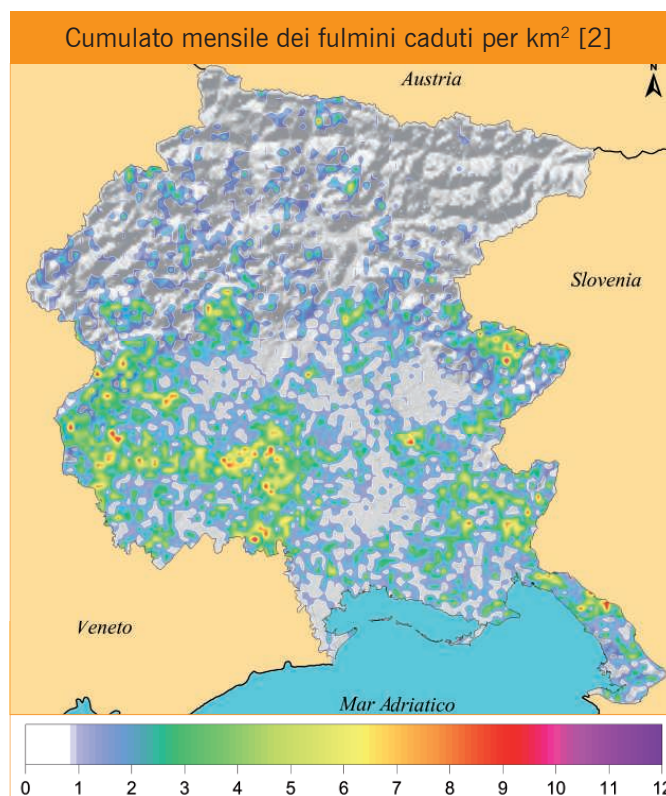 Cumulato mensile dei fulmini caduti per km² [2]
Austria
N
Slovenia
Veneto
Mar Adriatico
0 1 2 3 4 5 6 7 8 9 10 11 12